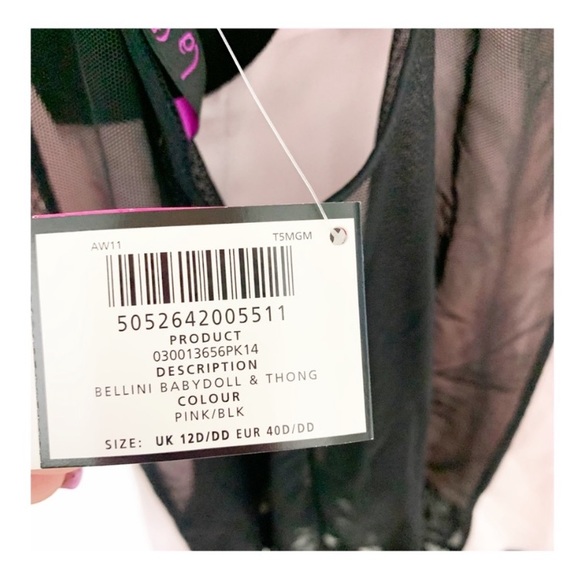 AW11 T5MGM
5052642005511
PRODUCT
030013656PK14
DESCRIPTION
BELLINI BABYDOLL & THONG
COLOUR
PINK/BLK
SIZE: UK 12D/DD EUR 40D/DD